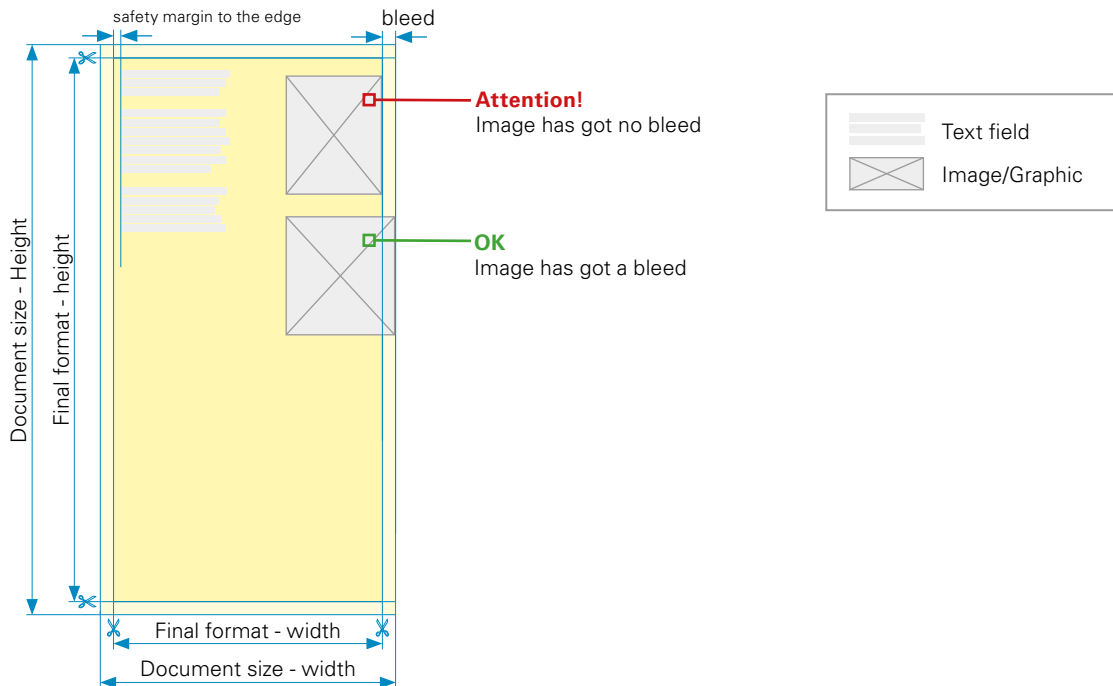 safety margin to the edge
bleed
Attention!
Image has got no bleed
Text field
Image/Graphic
OK
Image has got a bleed
Document size - Height
Final format - height
Final format - width
Document size - width